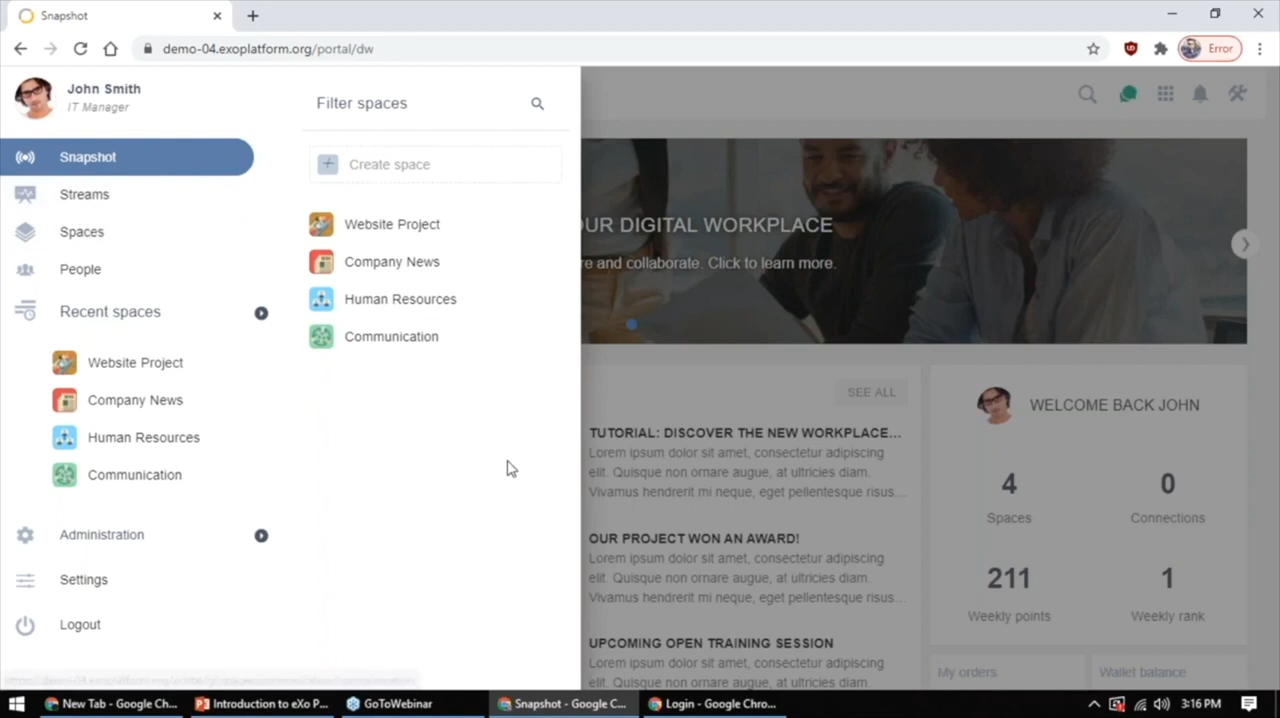 Snapshot
demo-04.exoplatform.org/portal/dw
Error
John Smith
IT Manager
Snapshot
Streams
Spaces
People
Recent spaces
Website Project
Company News
Human Resources
Communication
Administration
Settings
Logout
Filter spaces
Create space
Website Project
Company News
Human Resources
Communication
OUR DIGITAL WORKPLACE
re and collaborate. Click to learn more.
SEE ALL
TUTORIAL: DISCOVER THE NEW WORKPLACE...
Lorem ipsum dolor sit amet, consectetur adipiscing
elit. Quisque non ornare augue, at ultricies diam.
Vivamus hendrerit mi neque, eget pellentesque risus...
OUR PROJECT WON AN AWARD!
Lorem ipsum dolor sit amet, consectetur adipiscing
elit. Quisque non ornare augue, at ultricies diam.
Vivamus hendrerit mi neque, eget pellentesque risus...
UPCOMING OPEN TRAINING SESSION
Lorem ipsum dolor sit amet, consectetur adipiscing
elit. Quisque non ornare augue, at ultricies diam.
WELCOME BACK JOHN
4 0
Spaces Connections
211 1
Weekly points Weekly rank
My orders Wallet balance
New Tab - Google Ch...
Introduction to eXo P...
GoToWebinar
Snapshot - Google C...
Login - Google Chro...
3:16 PM